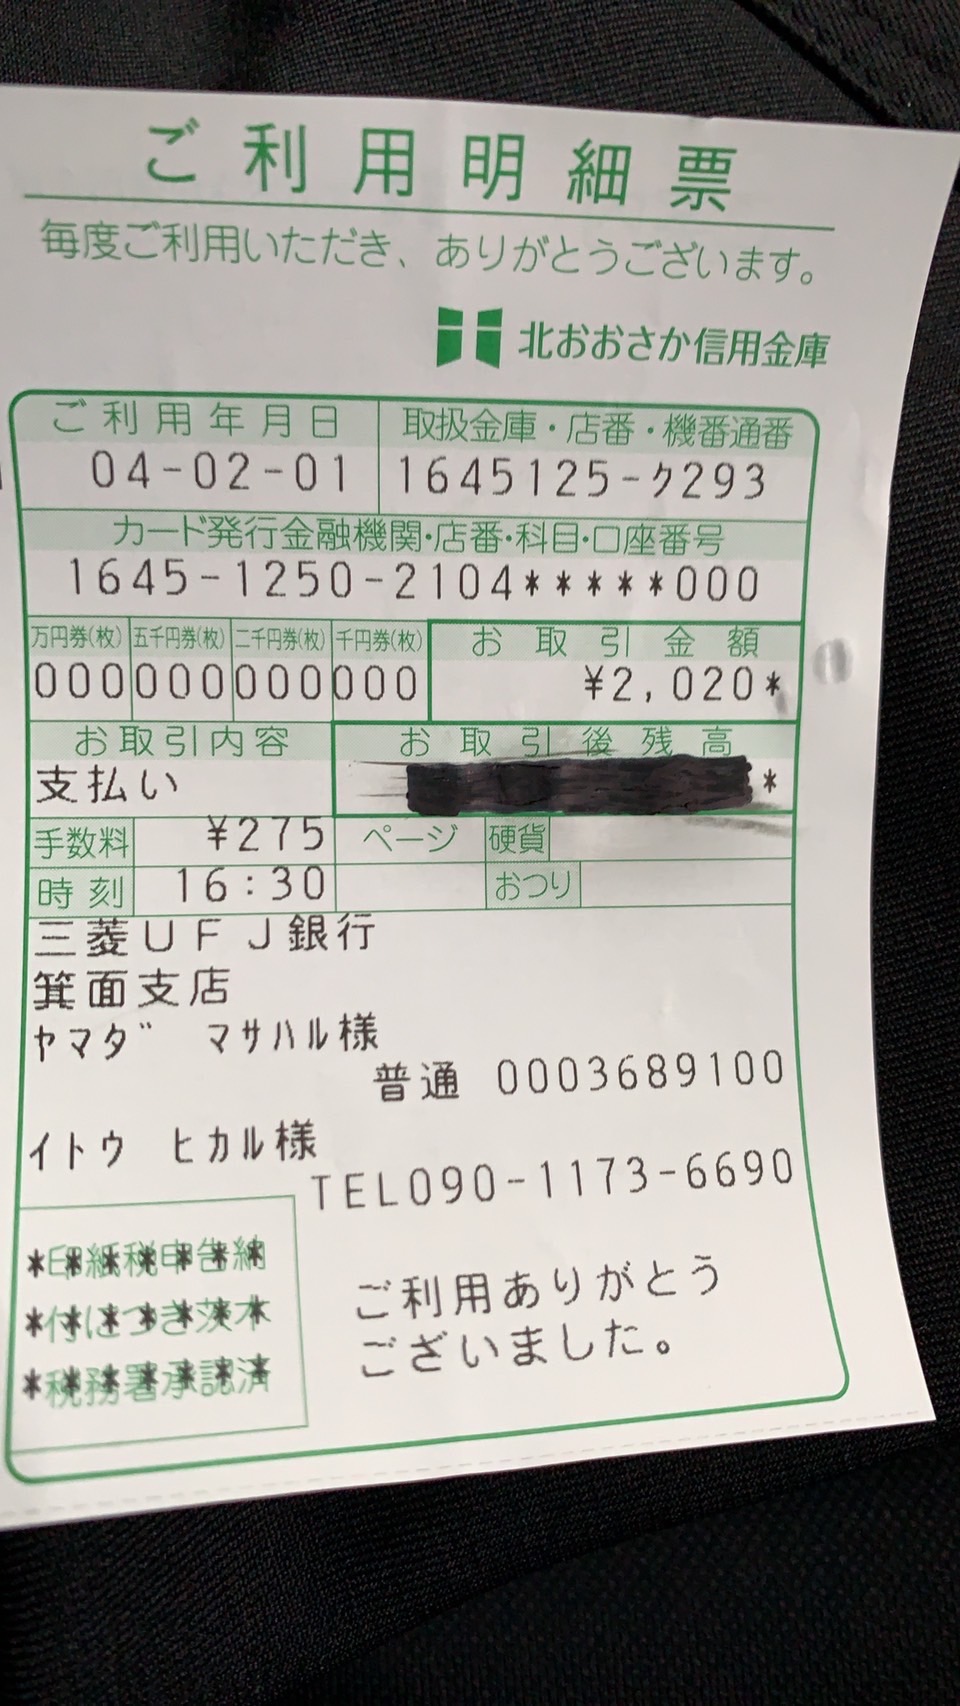 ご利用明細票
毎度ご利用いただき、ありがとうございます。
北おおさか信用金庫
ご利用年月日 取扱金庫・店番・機番通番
04-02-01 1645125-ｸ293
カード発行金融機関・店番・科目・口座番号
1645-1250-2104*****000
万円券(枚) 五千円券(枚) 二千円券(枚) 千円券(枚) お取引金額
000 000 000 000 ¥2,020*
お取引内容 お取引後残高
支払い *
手数料 ¥275 ページ 硬貨
時刻 16:30 おつり
三菱UFJ銀行
箕面支店
ﾔﾏﾀﾞ ﾏｻﾊﾙ様
普通 0003689100
ｲﾄｳ ﾋｶﾙ様
TEL090-1173-6690
*印*紙*税*申*告*納*
*付*に*つ*き*茨*木*
*税*務*署*承*認*済*
ご利用ありがとう
ございました。